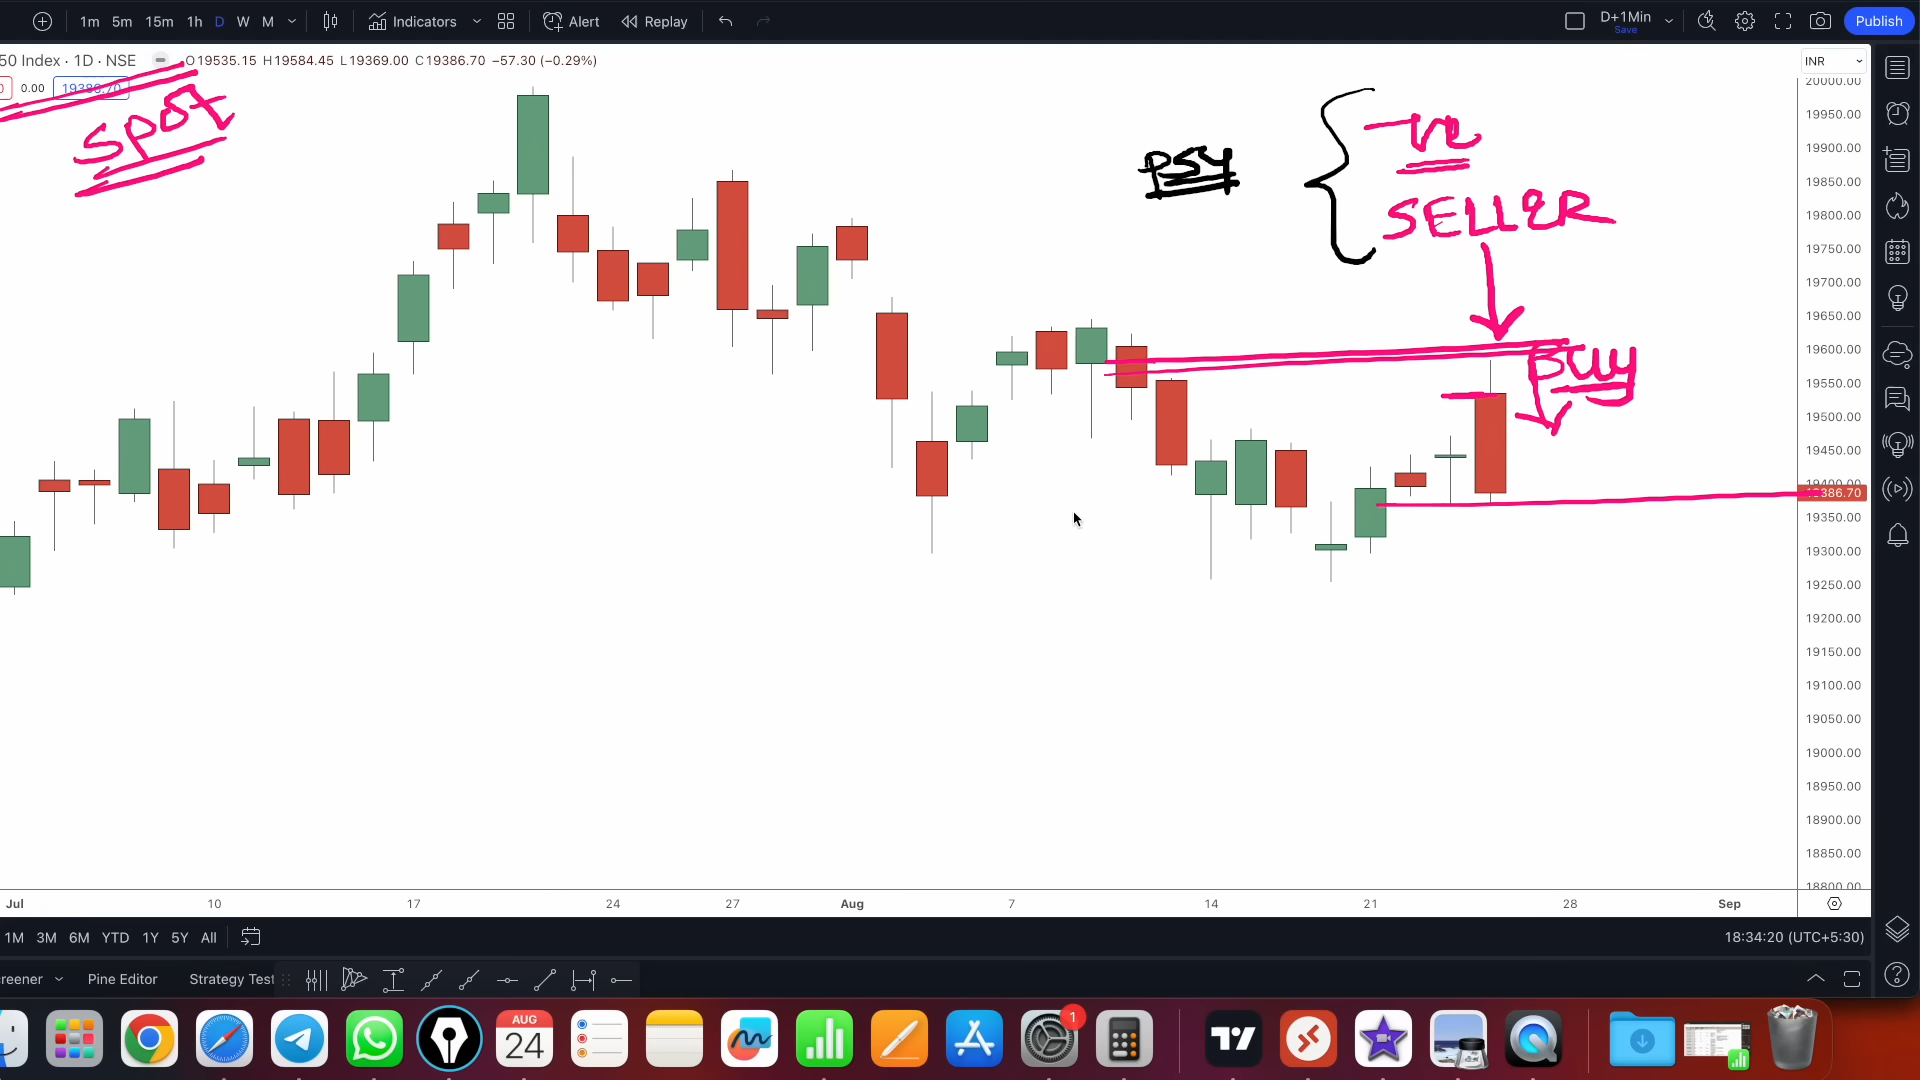 1m 5m 15m 1h D W M Indicators Alert Replay D+1Min Save Publish
50 Index · 1D · NSE O19535.15 H19584.45 L19369.00 C19386.70 −57.30 (−0.29%) INR
0 0.00 19386.70
spot
psy
-ve
SELLER
BUY
20000.00
19950.00
19900.00
19850.00
19800.00
19750.00
19700.00
19650.00
19600.00
19550.00
19500.00
19450.00
19400.00
19386.70
19350.00
19300.00
19250.00
19200.00
19150.00
19100.00
19050.00
19000.00
18950.00
18900.00
18850.00
18800.00
Jul 10 17 24 27 Aug 7 14 21 28 Sep
1M 3M 6M YTD 1Y 5Y All 18:34:20 (UTC+5:30)
reener Pine Editor Strategy Test
AUG
24
1